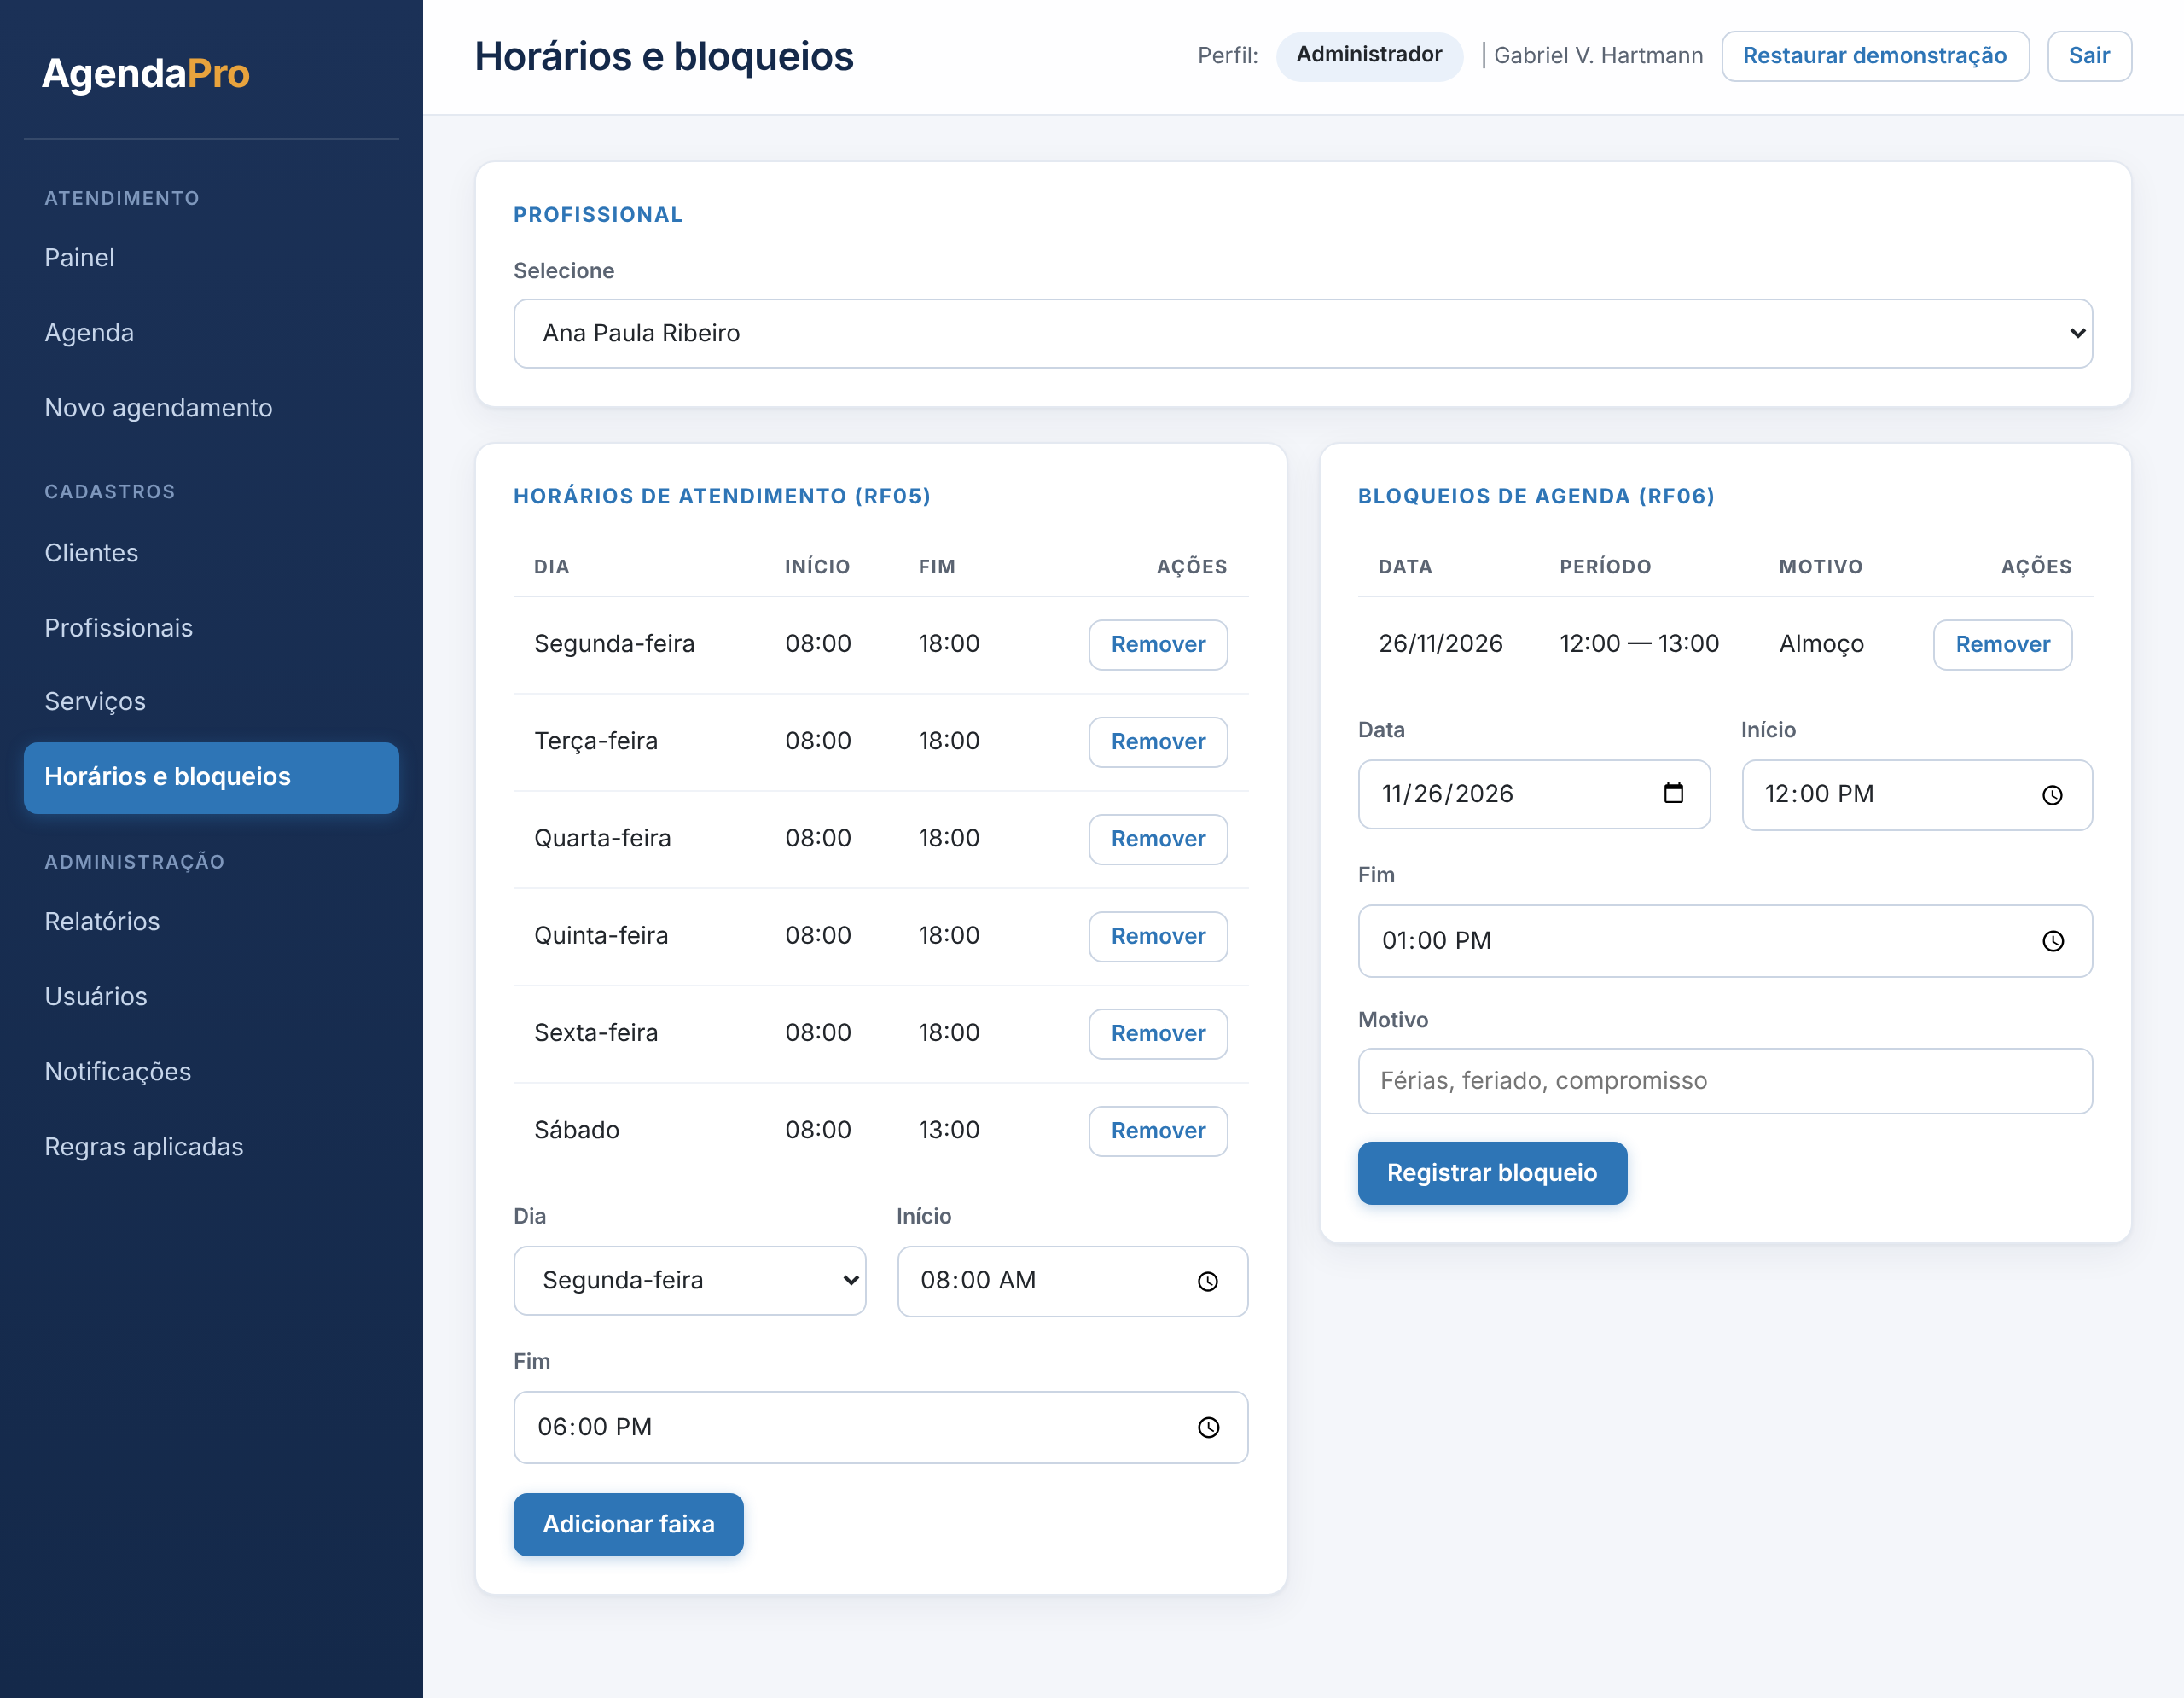 AgendaPro
ATENDIMENTO
Painel
Agenda
Novo agendamento
CADASTROS
Clientes
Profissionais
Serviços
Horários e bloqueios
ADMINISTRAÇÃO
Relatórios
Usuários
Notificações
Regras aplicadas
Horários e bloqueios
Perfil: Administrador | Gabriel V. Hartmann Restaurar demonstração Sair
PROFISSIONAL
Selecione
Ana Paula Ribeiro
HORÁRIOS DE ATENDIMENTO (RF05)
DIA INÍCIO FIM AÇÕES
Segunda-feira 08:00 18:00 Remover
Terça-feira 08:00 18:00 Remover
Quarta-feira 08:00 18:00 Remover
Quinta-feira 08:00 18:00 Remover
Sexta-feira 08:00 18:00 Remover
Sábado 08:00 13:00 Remover
Dia Início
Segunda-feira 08:00 AM
Fim
06:00 PM
Adicionar faixa
BLOQUEIOS DE AGENDA (RF06)
DATA PERÍODO MOTIVO AÇÕES
26/11/2026 12:00 — 13:00 Almoço Remover
Data Início
11/26/2026 12:00 PM
Fim
01:00 PM
Motivo
Férias, feriado, compromisso
Registrar bloqueio